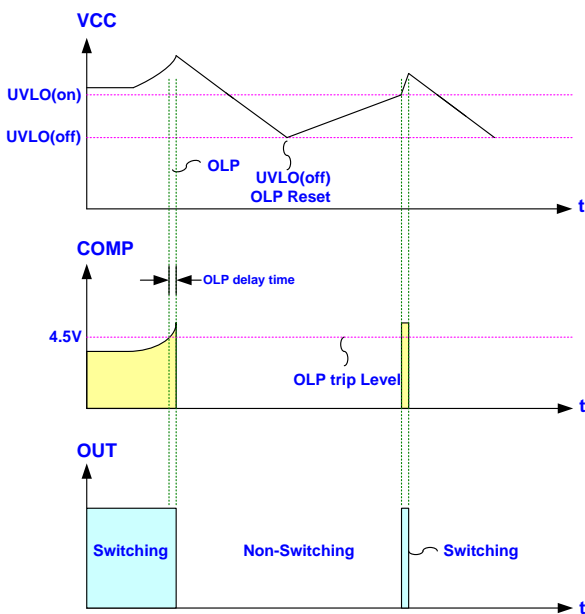 VCC
UVLO(on)
UVLO(off)
OLP
UVLO(off)
OLP Reset
t
COMP
OLP delay time
4.5V
OLP trip Level
t
OUT
Switching
Non-Switching
Switching
t